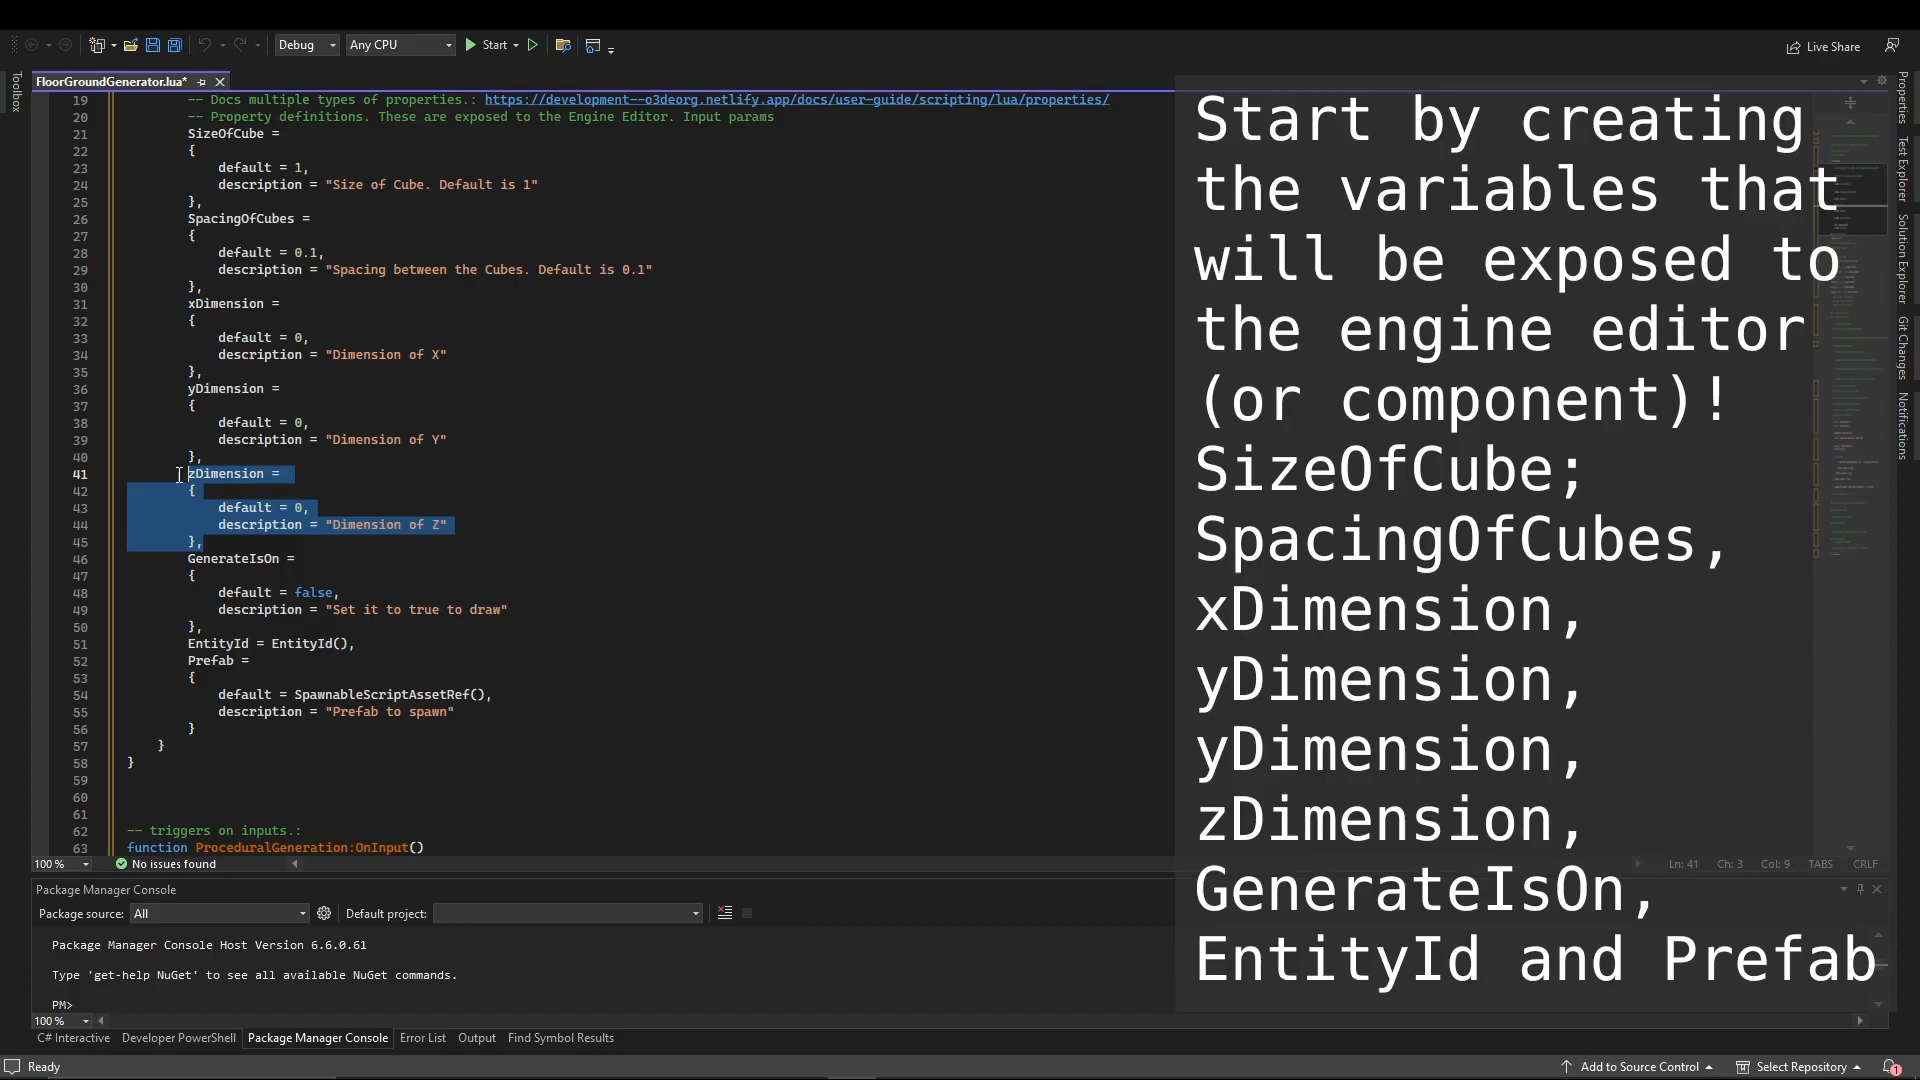 Debug
Any CPU
Start
Live Share
Toolbox
FloorGroundGenerator.lua*
19 -- Docs multiple types of properties.: https://development--o3deorg.netlify.app/docs/user-guide/scripting/lua/properties/
20 -- Property definitions. These are exposed to the Engine Editor. Input params
21 SizeOfCube =
22 {
23 default = 1,
24 description = "Size of Cube. Default is 1"
25 },
26 SpacingOfCubes =
27 {
28 default = 0.1,
29 description = "Spacing between the Cubes. Default is 0.1"
30 },
31 xDimension =
32 {
33 default = 0,
34 description = "Dimension of X"
35 },
36 yDimension =
37 {
38 default = 0,
39 description = "Dimension of Y"
40 },
41 zDimension =
42 {
43 default = 0,
44 description = "Dimension of Z"
45 },
46 GenerateIsOn =
47 {
48 default = false,
49 description = "Set it to true to draw"
50 },
51 EntityId = EntityId(),
52 Prefab =
53 {
54 default = SpawnableScriptAssetRef(),
55 description = "Prefab to spawn"
56 }
57 }
58 }
59
60
61
62 -- triggers on inputs.:
63 function ProceduralGeneration:OnInput()
Start by creating
the variables that
will be exposed to
the engine editor
(or component)!
SizeOfCube;
SpacingOfCubes,
xDimension,
yDimension,
yDimension,
zDimension,
GenerateIsOn,
EntityId and Prefab
Properties
Test Explorer
Solution Explorer
Git Changes
Notifications
100 %
No issues found
Ln: 41 Ch: 3 Col: 9 TABS CRLF
Package Manager Console
Package source: All
Default project:
Package Manager Console Host Version 6.6.0.61
Type 'get-help NuGet' to see all available NuGet commands.
PM>
100 %
C# Interactive Developer PowerShell Package Manager Console Error List Output Find Symbol Results
Ready
Add to Source Control
Select Repository
1